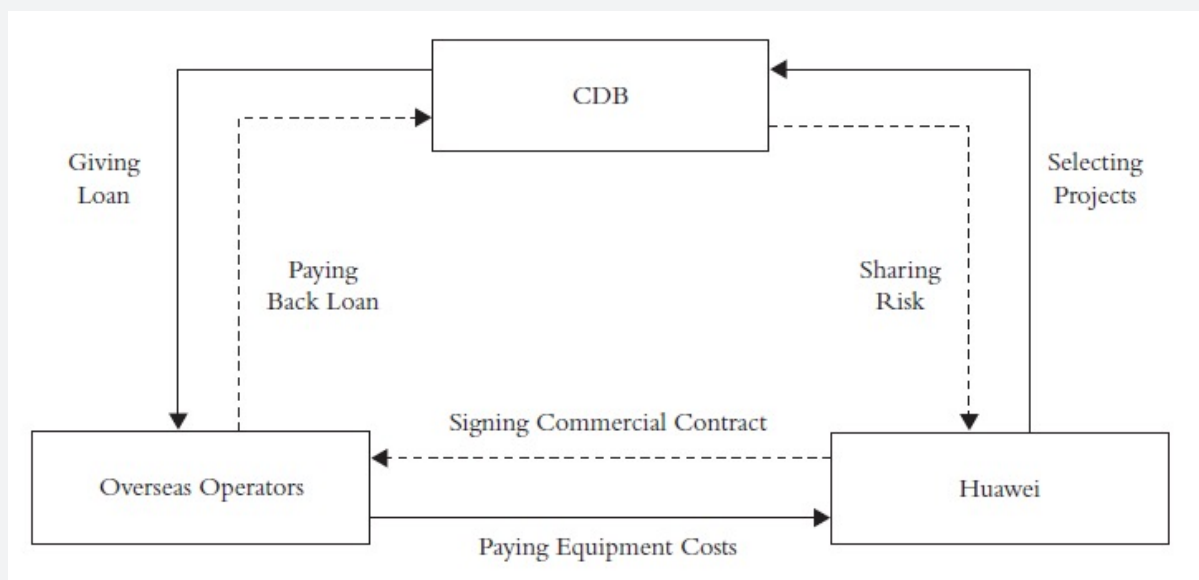 CDB
Giving
Loan
Selecting
Projects
Paying
Back Loan
Sharing
Risk
Signing Commercial Contract
Overseas Operators
Huawei
Paying Equipment Costs